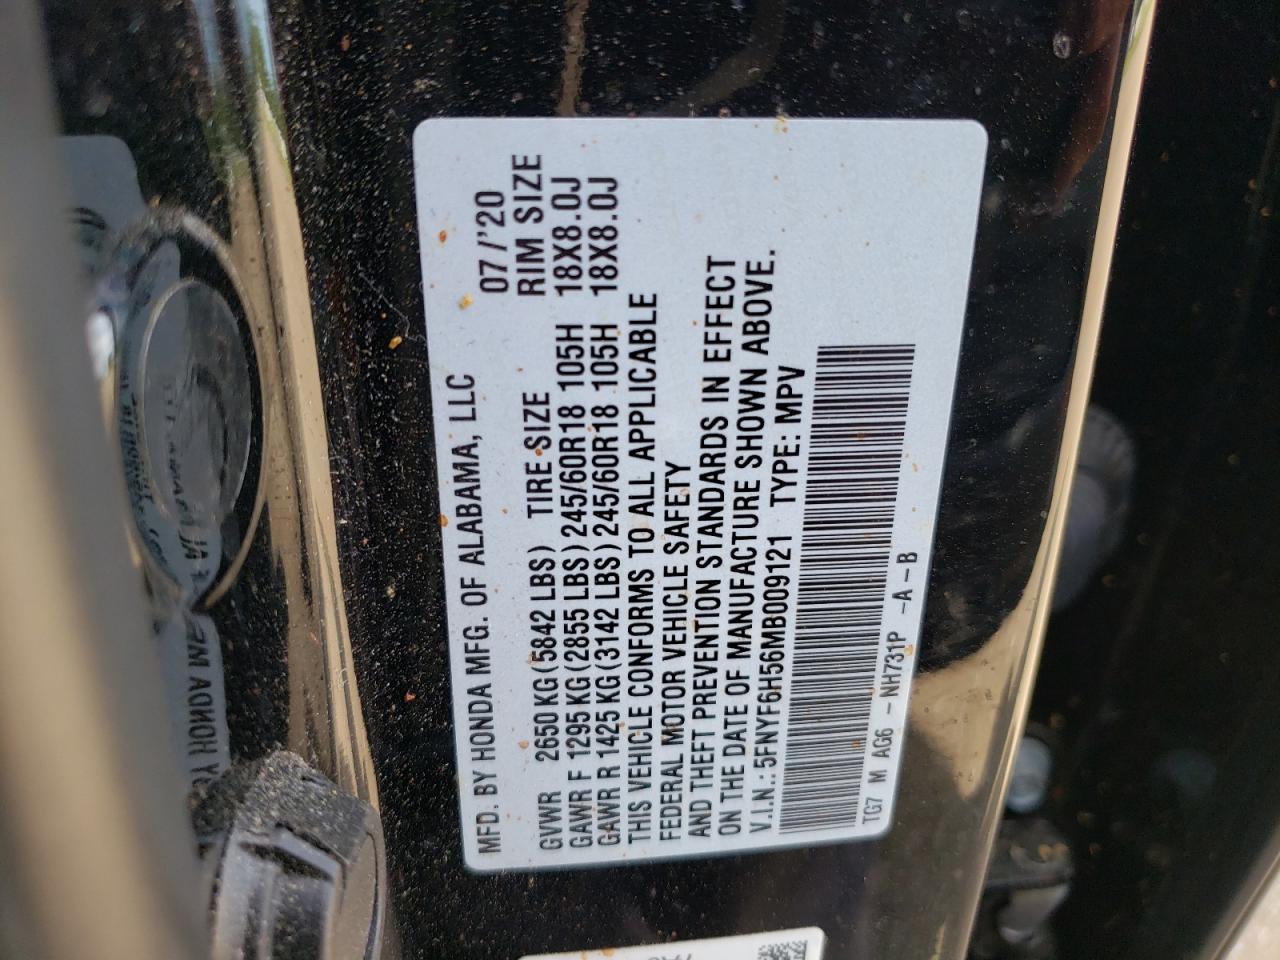 MFD. BY HONDA MFG. OF ALABAMA, LLC
07 /'20
GVWR 2650 KG (5842 LBS) TIRE SIZE RIM SIZE
GAWR F 1295 KG (2855 LBS) 245/60R18 105H 18X8.0J
GAWR R 1425 KG (3142 LBS) 245/60R18 105H 18X8.0J
THIS VEHICLE CONFORMS TO ALL APPLICABLE
FEDERAL MOTOR VEHICLE SAFETY
AND THEFT PREVENTION STANDARDS IN EFFECT
ON THE DATE OF MANUFACTURE SHOWN ABOVE.
V.I.N.: 5FNYF6H56MB009121 TYPE: MPV
TG7 M AG6 - NH731P - A - B